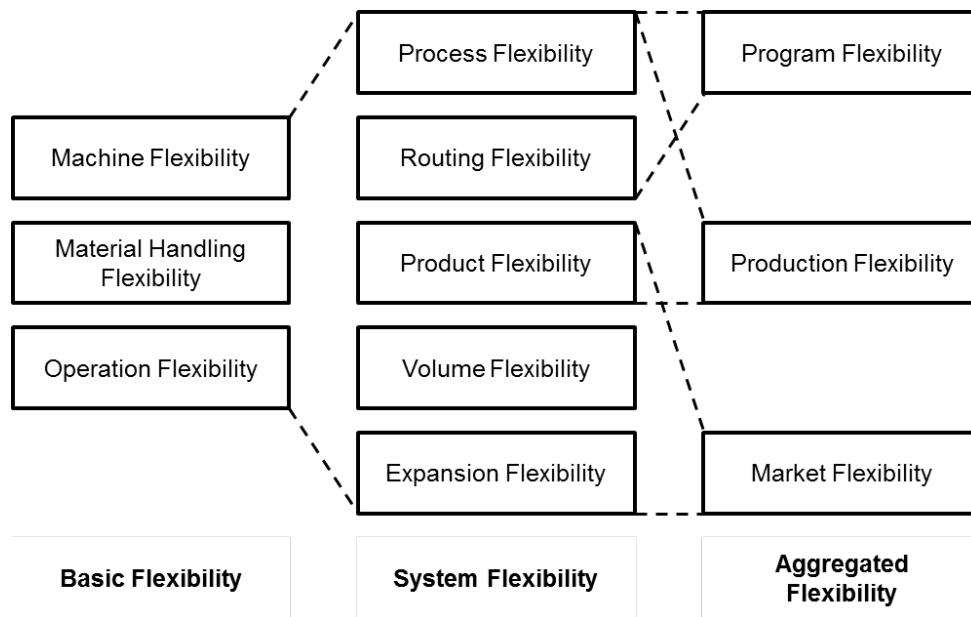 Process Flexibility
Program Flexibility
Machine Flexibility
Routing Flexibility
Material Handling
Flexibility
Product Flexibility
Production Flexibility
Operation Flexibility
Volume Flexibility
Expansion Flexibility
Market Flexibility
Basic Flexibility
System Flexibility
Aggregated
Flexibility